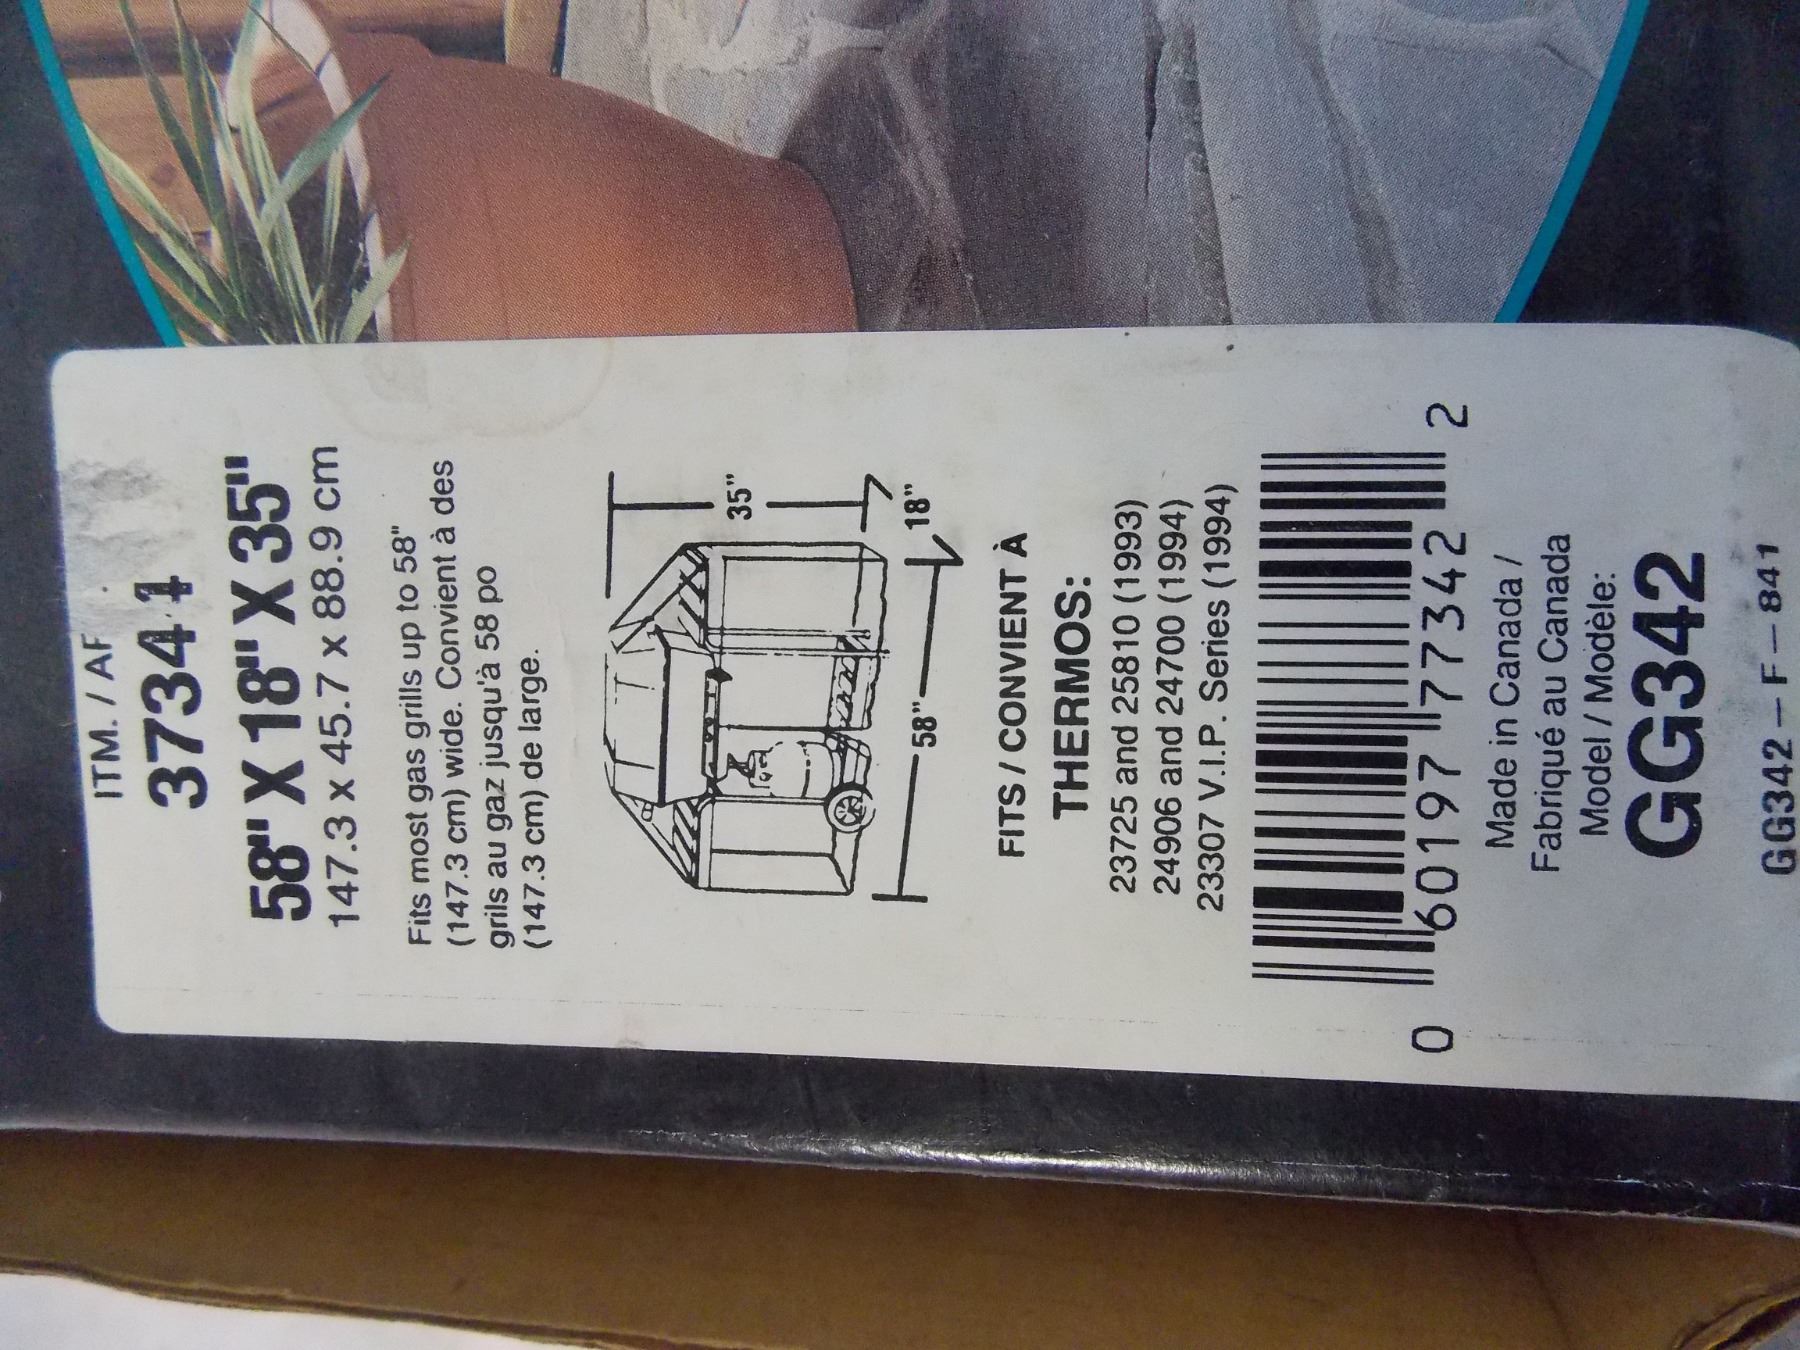 ITM. / AF
58" X 18" X 35"
147.3 x 45.7 x 88.9 cm
Fits most gas grills up to 58"
(147.3 cm) wide. Convient à des
grils au gaz jusqu'à 58 po
(147.3 cm) de large.
35"
18"
58"
FITS / CONVIENT À
THERMOS:
23725 and 25810 (1993)
24906 and 24700 (1994)
23307 V.I.P. Series (1994)
0 60197 77342 2
Made in Canada /
Fabriqué au Canada
Model / Modèle:
GG342
GG342 – F – 841